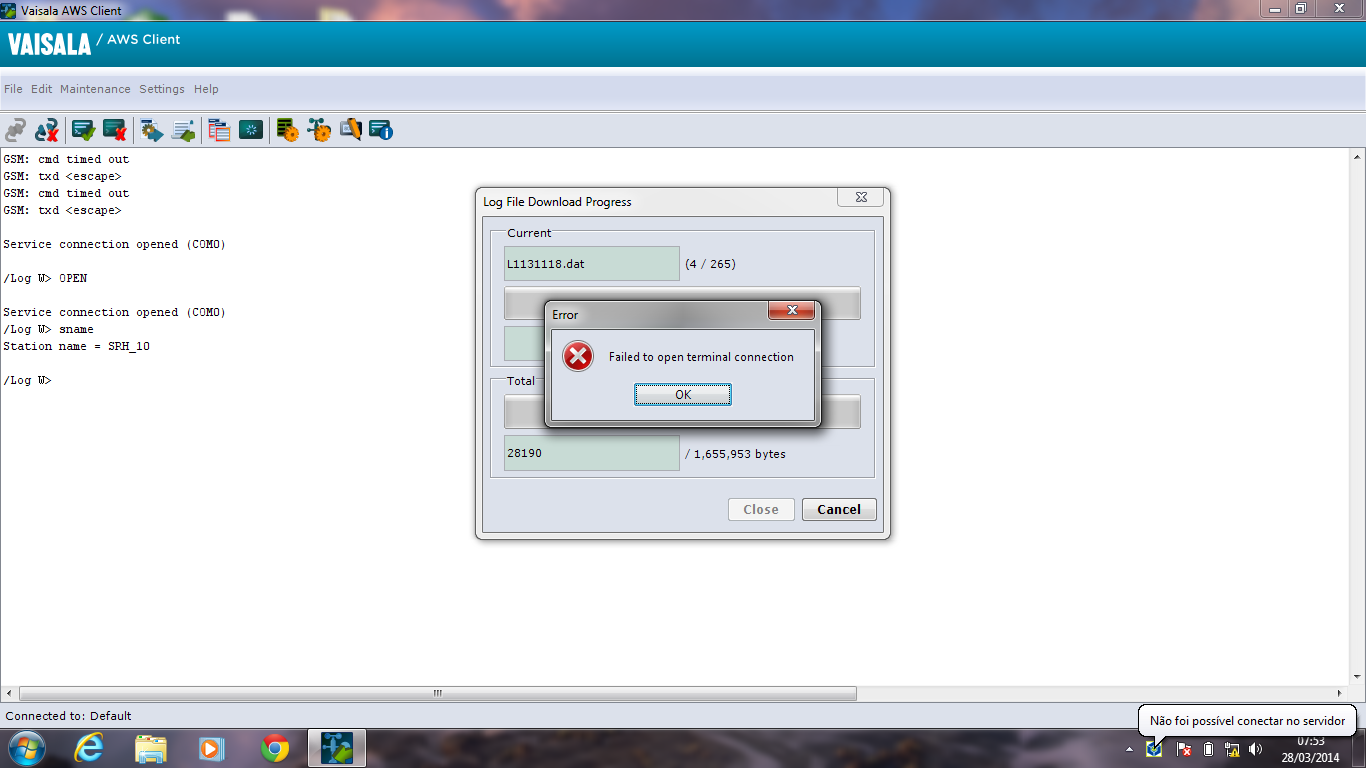 Vaisala AWS Client
VAISALA / AWS Client
File Edit Maintenance Settings Help
GSM: cmd timed out
GSM: txd <escape>
GSM: cmd timed out
GSM: txd <escape>
Service connection opened (COM0)
/Log W> OPEN
Service connection opened (COM0)
/Log W> sname
Station name = SRH_10
/Log W>
Log File Download Progress
Current
L1131118.dat (4 / 265)
Error
Failed to open terminal connection
OK
Total
28190 / 1,655,953 bytes
Close Cancel
Connected to: Default
Não foi possível conectar no servidor
07:53
28/03/2014